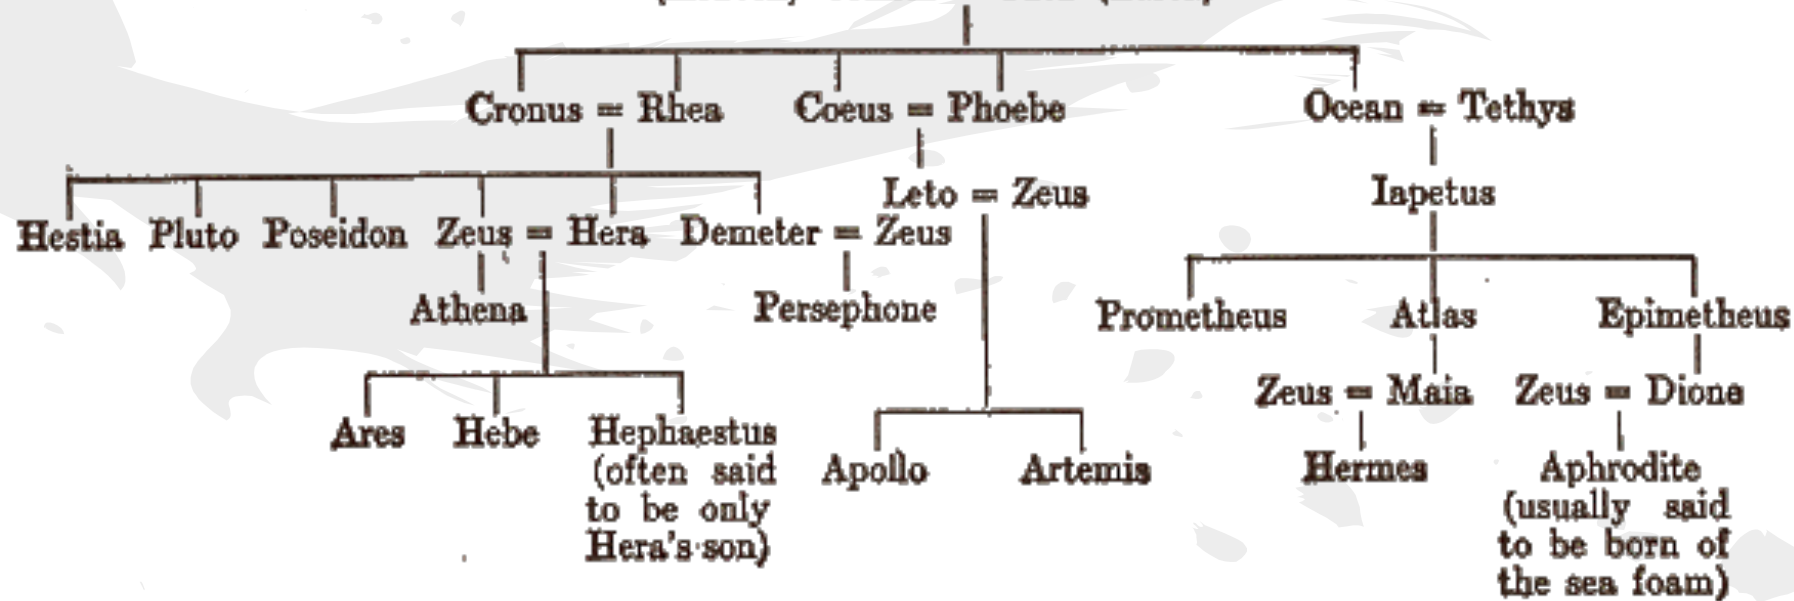 Cronus = Rhea Coeus = Phoebe Ocean = Tethys
Leto = Zeus Iapetus
Hestia Pluto Poseidon Zeus = Hera Demeter = Zeus
Athena Persephone Prometheus Atlas Epimetheus
Zeus = Maia Zeus = Dione
Ares Hebe Hephaestus
(often said
to be only
Hera's son)
Apollo Artemis Hermes Aphrodite
(usually said
to be born of
the sea foam)